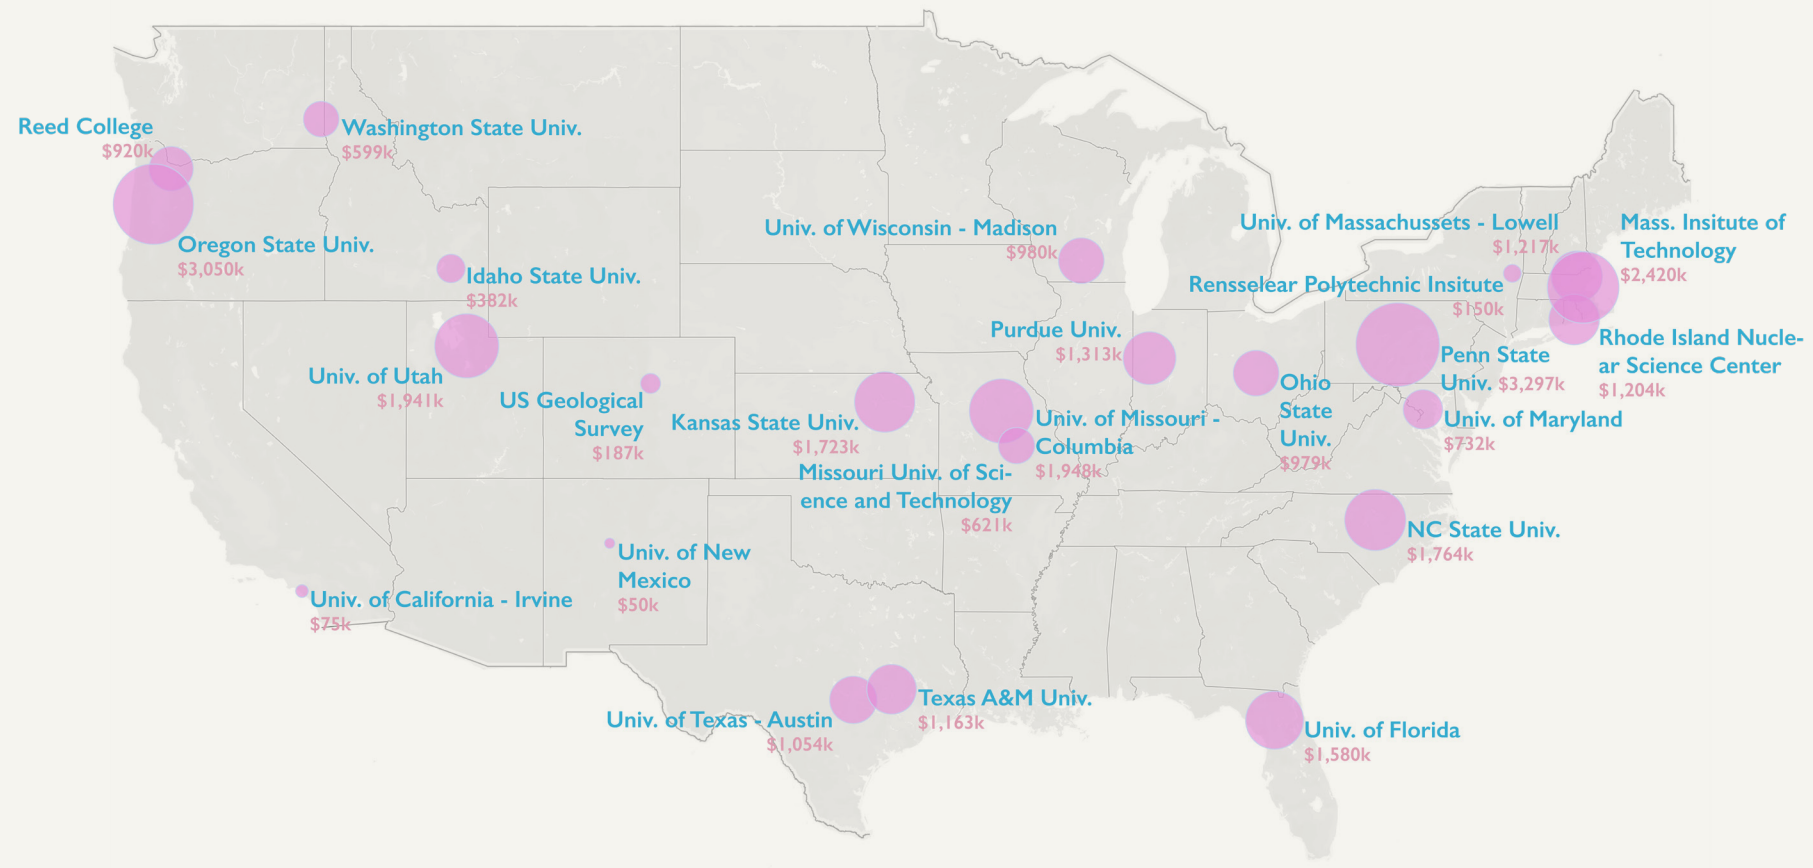 Reed College
$920k
Washington State Univ.
$599k
Oregon State Univ.
$3,050k
Idaho State Univ.
$382k
Univ. of Utah
$1,941k
US Geological
Survey
$187k
Kansas State Univ.
$1,723k
Univ. of Wisconsin - Madison
$980k
Purdue Univ.
$1,313k
Univ. of Missouri -
Columbia
$1,948k
Missouri Univ. of Sci-
ence and Technology
$621k
Univ. of Massachussets - Lowell
$1,217k
Mass. Insitute of
Technology
$2,420k
Rensselear Polytechnic Insitute
$150k
Rhode Island Nucle-
ar Science Center
$1,204k
Penn State
Univ. $3,297k
Ohio
State
Univ.
$979k
Univ. of Maryland
$732k
NC State Univ.
$1,764k
Univ. of New
Mexico
$50k
Univ. of California - Irvine
$75k
Univ. of Texas - Austin
$1,054k
Texas A&M Univ.
$1,163k
Univ. of Florida
$1,580k